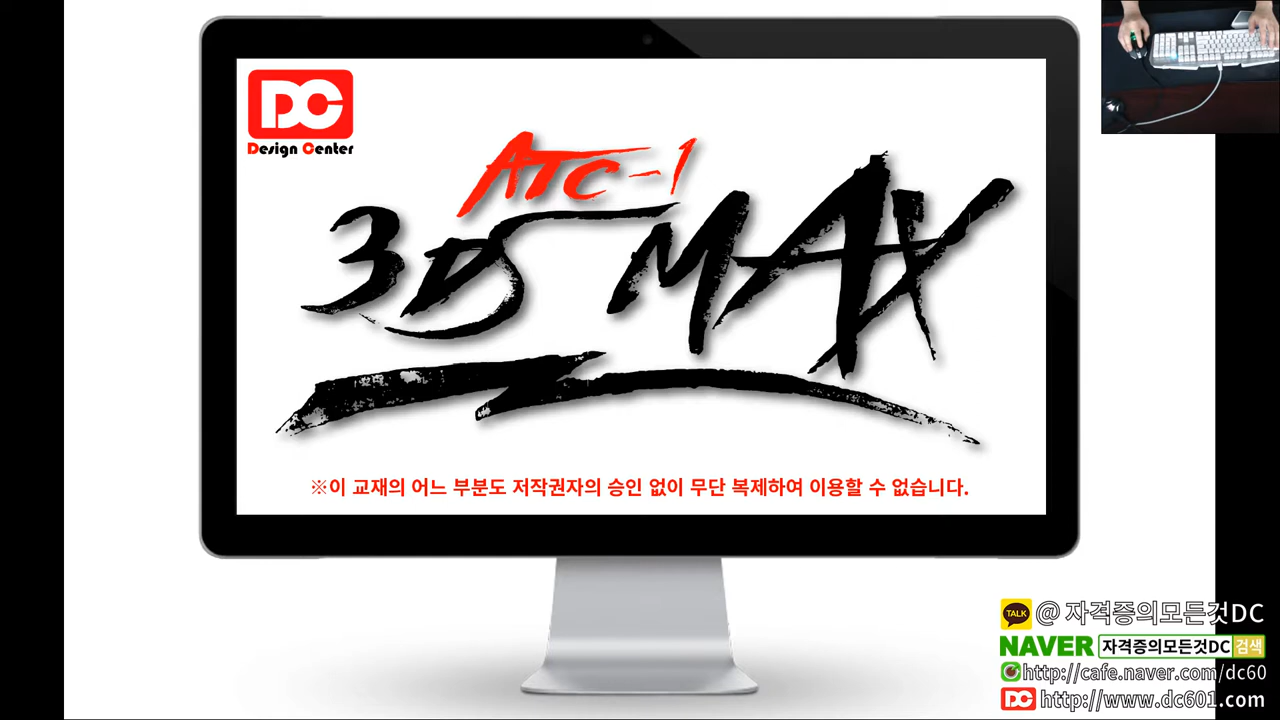 DC
Design Center
ATC-1
3DS MAX
※이 교재의 어느 부분도 저작권자의 승인 없이 무단 복제하여 이용할 수 없습니다.
TALK @ 자격증의모든것DC
NAVER 자격증의모든것DC 검색
http://cafe.naver.com/dc60
DC http://www.dc601.com